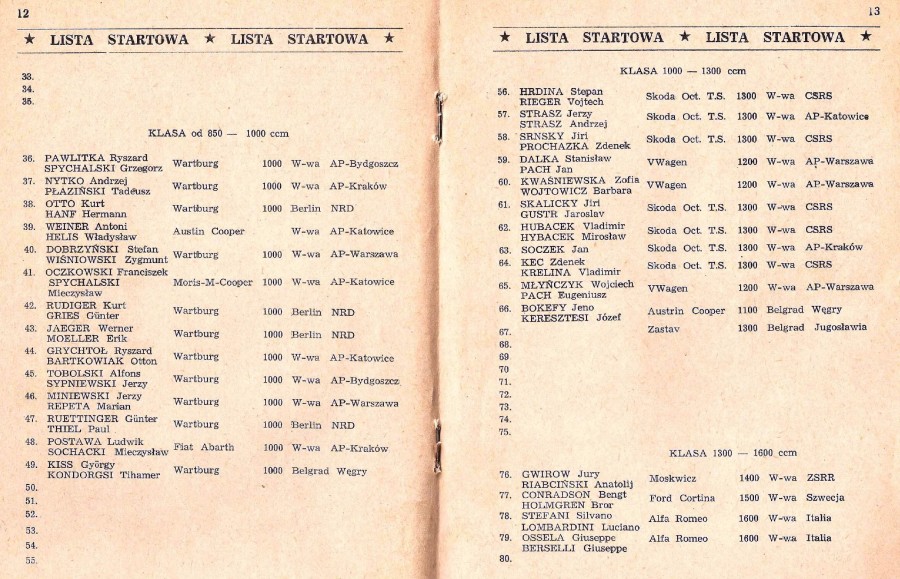 12
★ LISTA STARTOWA ★ LISTA STARTOWA ★
33.
34.
35.
KLASA od 850 — 1000 ccm
36. PAWLITKA Ryszard
SPYCHALSKI Grzegorz Wartburg 1000 W-wa AP-Bydgoszcz
37. NYTKO Andrzej
PŁAZIŃSKI Tadeusz Wartburg 1000 W-wa AP-Kraków
38. OTTO Kurt
HANF Hermann Wartburg 1000 Berlin NRD
39. WEINER Antoni
HELIS Władysław Austin Cooper W-wa AP-Katowice
40. DOBRZYŃSKI Stefan
WIŚNIOWSKI Zygmunt Wartburg 1000 W-wa AP-Warszawa
41. OCZKOWSKI Franciszek
SPYCHALSKI Moris-M-Cooper 1000 W-wa AP-Katowice
Mieczysław
42. RUDIGER Kurt
GRIES Günter Wartburg 1000 Berlin NRD
43. JAEGER Werner
MOELLER Erik Wartburg 1000 Berlin NRD
44. GRYCHTOŁ Ryszard
BARTKOWIAK Otton Wartburg 1000 W-wa AP-Katowice
45. TOBOLSKI Alfons
SYPNIEWSKI Jerzy Wartburg 1000 W-wa AP-Bydgoszcz
46. MINIEWSKI Jerzy
REPETA Marian Wartburg 1000 W-wa AP-Warszawa
47. RUETTINGER Günter
THIEL Paul Wartburg 1000 Berlin NRD
48. POSTAWA Ludwik
SOCHACKI Mieczysław Fiat Abarth 1000 W-wa AP-Kraków
49. KISS György
KONDORGSI Tihamer Wartburg 1000 Belgrad Węgry
50.
51.
52.
53.
54.
55.
13
★ LISTA STARTOWA ★ LISTA STARTOWA ★
KLASA 1000 — 1300 ccm
56. HRDINA Stepan
RIEGER Vojtech Skoda Oct. T.S. 1300 W-wa CSRS
57. STRASZ Jerzy
STRASZ Andrzej Skoda Oct. T.S. 1300 W-wa AP-Katowice
58. SRNSKY Jiri
PROCHAZKA Zdenek Skoda Oct. T.S. 1300 W-wa CSRS
59. DALKA Stanisław
PACH Jan VWagen 1200 W-wa AP-Warszawa
60. KWAŚNIEWSKA Zofia
WOJTOWICZ Barbara VWagen 1200 W-wa AP-Warszawa
61. SKALICKY Jiri
GUSTR Jaroslav Skoda Oct. T.S. 1300 W-wa CSRS
62. HUBACEK Vladimir
HYBACEK Mirosław Skoda Oct. T.S. 1300 W-wa CSRS
63. SOCZEK Jan Skoda Oct. T.S. 1300 W-wa AP-Kraków
64. KEC Zdenek
KRELINA Vladimir Skoda Oct. T.S. 1300 W-wa CSRS
65. MŁYŃCZYK Wojciech
PACH Eugeniusz VWagen 1200 W-wa AP-Warszawa
66. BOKEFY Jeno
KERESZTESI Józef Austrin Cooper 1100 Belgrad Węgry
67. Zastav 1300 Belgrad Jugosławia
68.
69
70
71.
72.
73.
74.
75.
KLASA 1300 — 1600 ccm
76. GWIROW Jury
RIABCIŃSKI Anatolij Moskwicz 1400 W-wa ZSRR
77. CONRADSON Bengt
HOLMGREN Bror Ford Cortina 1500 W-wa Szwecja
78. STEFANI Silvano
LOMBARDINI Luciano Alfa Romeo 1600 W-wa Italia
79. OSSELA Giuseppe
BERSELLI Giuseppe Alfa Romeo 1600 W-wa Italia
80.